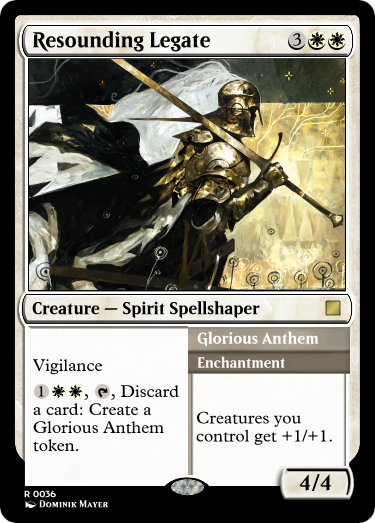 Resounding Legate 3
Creature — Spirit Spellshaper
Vigilance
1, Discard
a card: Create a
Glorious Anthem
token.
Glorious Anthem
Enchantment
Creatures you
control get +1/+1.
4/4
R 0036
Dominik Mayer